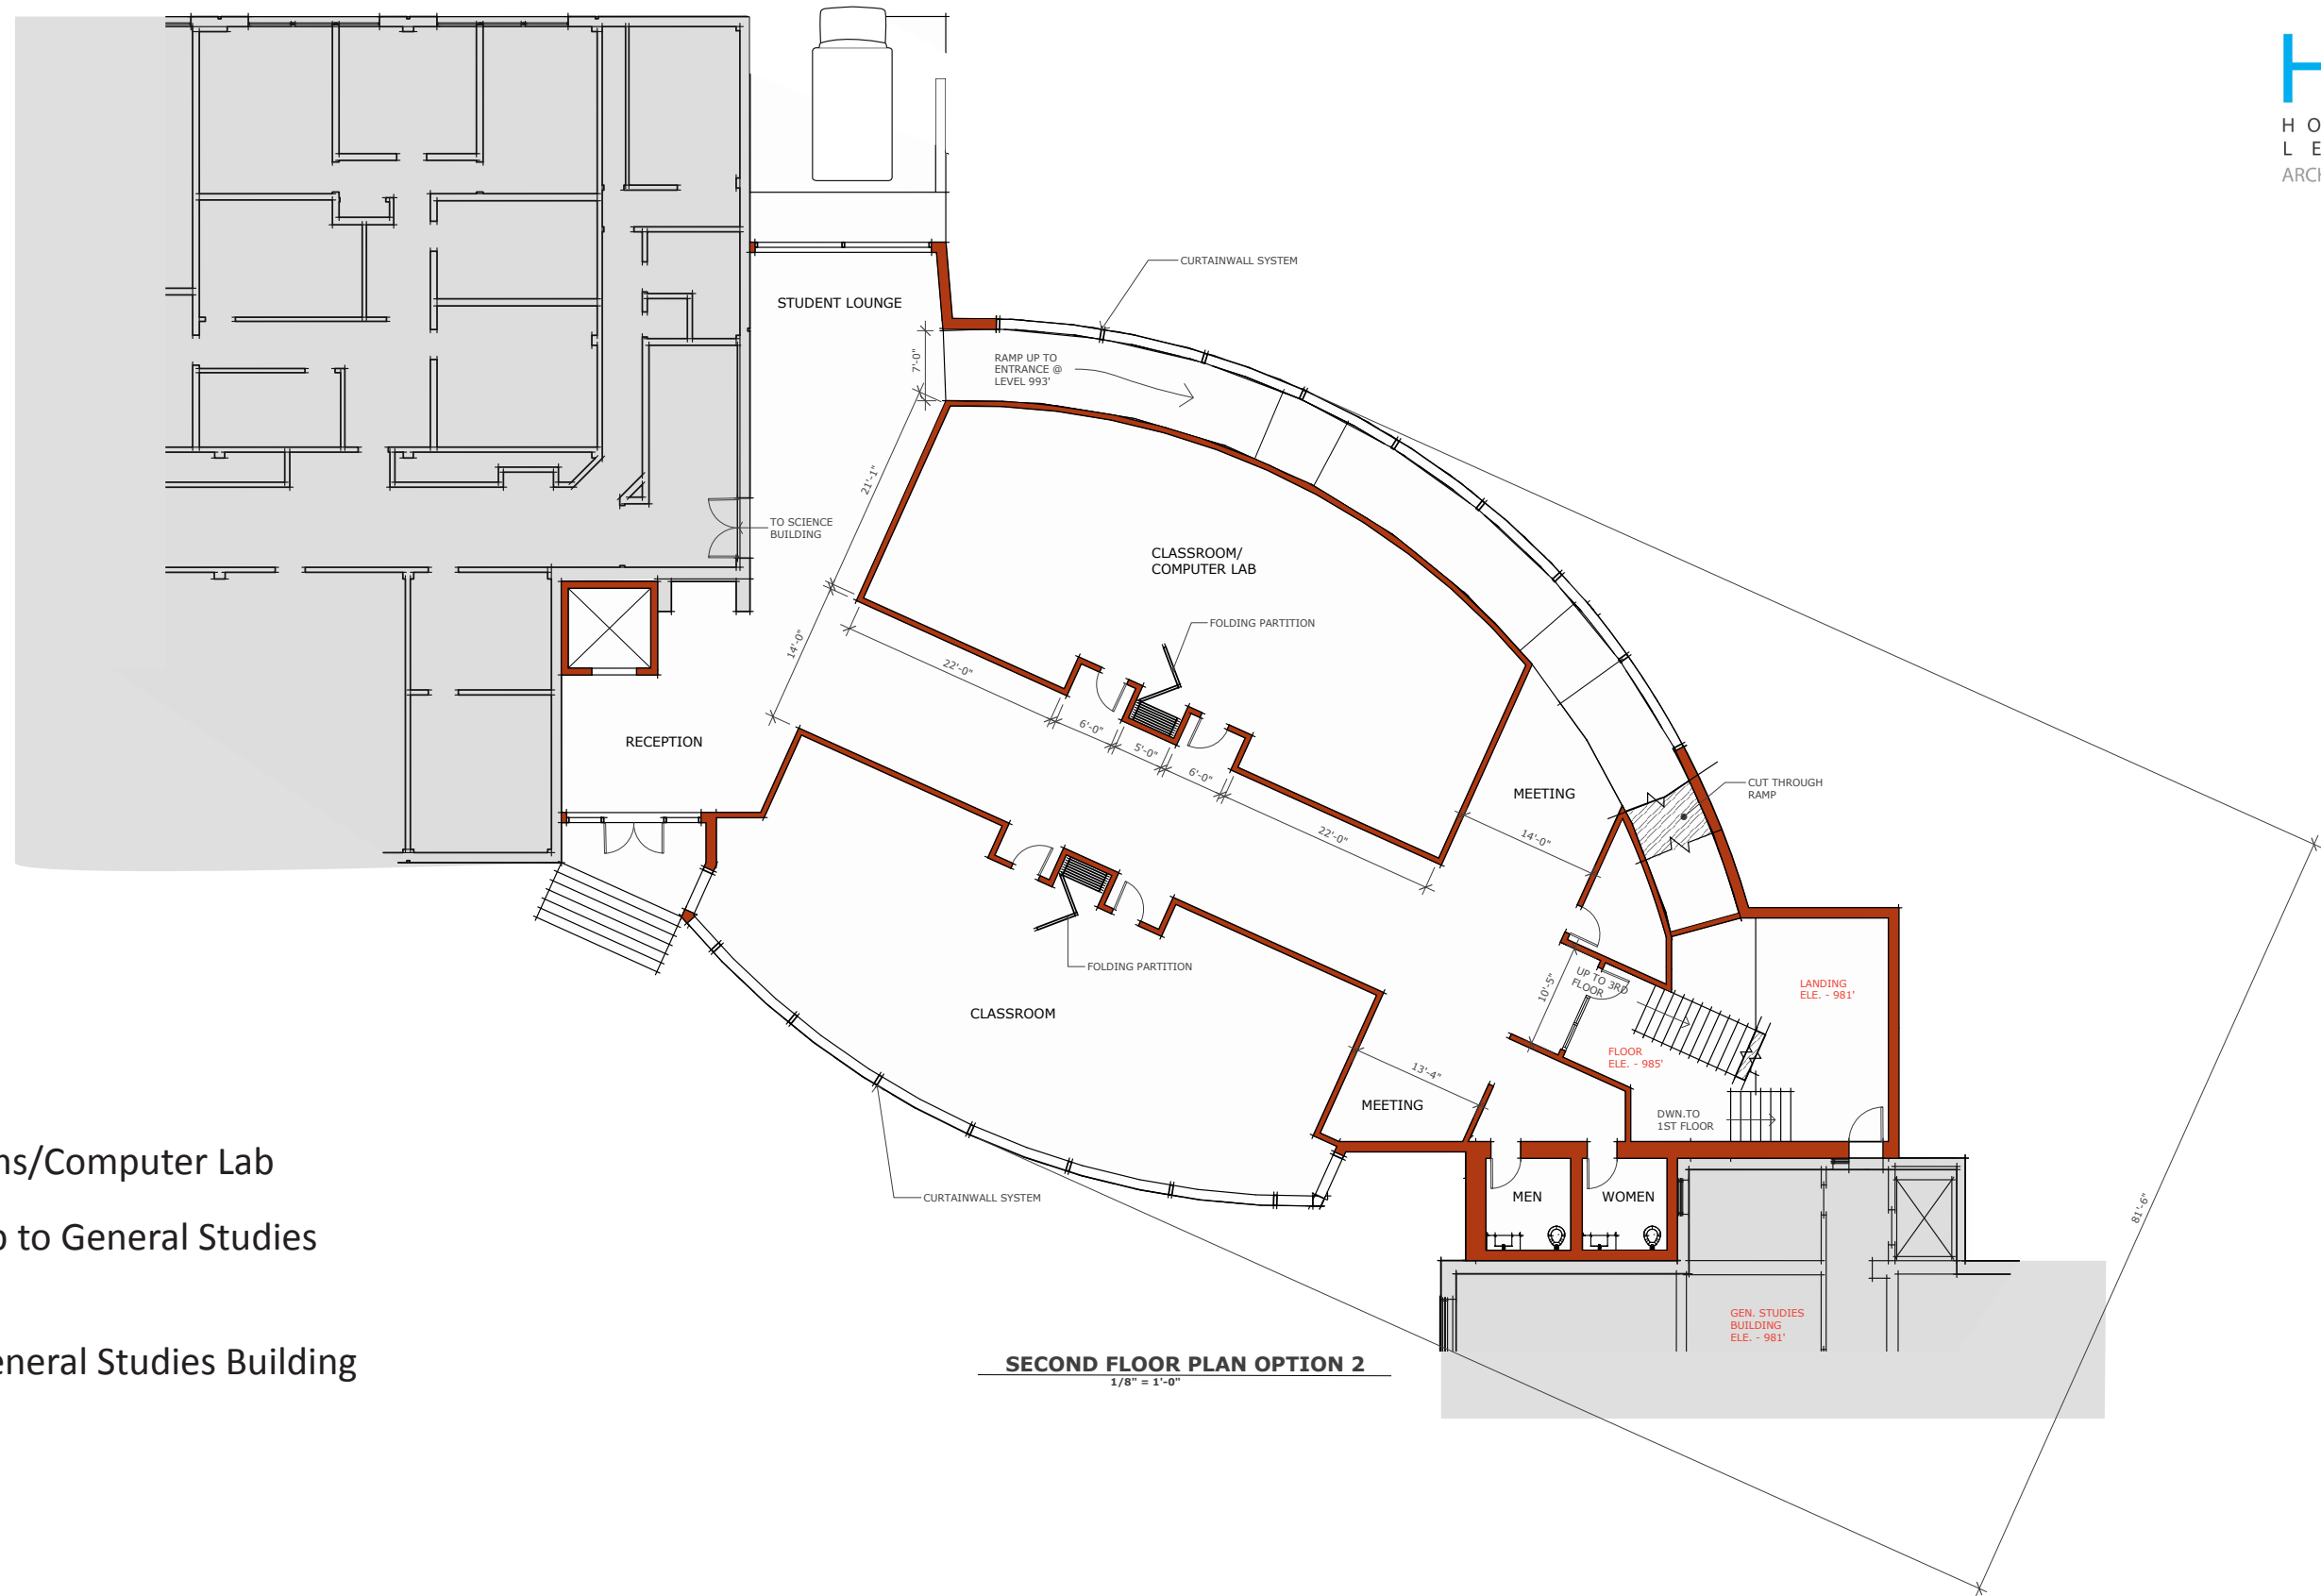 H O
L E
ARCH
CURTAINWALL SYSTEM
STUDENT LOUNGE
RAMP UP TO
ENTRANCE @
LEVEL 993'
7'-0"
21'-1"
TO SCIENCE
BUILDING
CLASSROOM/
COMPUTER LAB
FOLDING PARTITION
14'-0"
22'-0"
6'-0"
5'-0"
6'-0"
22'-0"
RECEPTION
MEETING
14'-0"
CUT THROUGH
RAMP
FOLDING PARTITION
CLASSROOM
10'-5"
UP TO 3RD
FLOOR
LANDING
ELE. - 981'
FLOOR
ELE. - 985'
13'-4"
MEETING
DWN.TO
1ST FLOOR
CURTAINWALL SYSTEM
MEN
WOMEN
81'-6"
GEN. STUDIES
BUILDING
ELE. - 981'
ms/Computer Lab
p to General Studies
eneral Studies Building
SECOND FLOOR PLAN OPTION 2
1/8" = 1'-0"